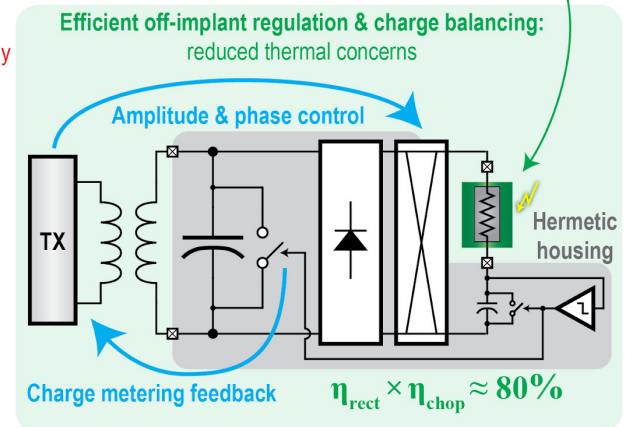 Efficient off-implant regulation & charge balancing:
reduced thermal concerns
y
Amplitude & phase control
TX
Hermetic
housing
Charge metering feedback
ηrect × ηchop ≈ 80%